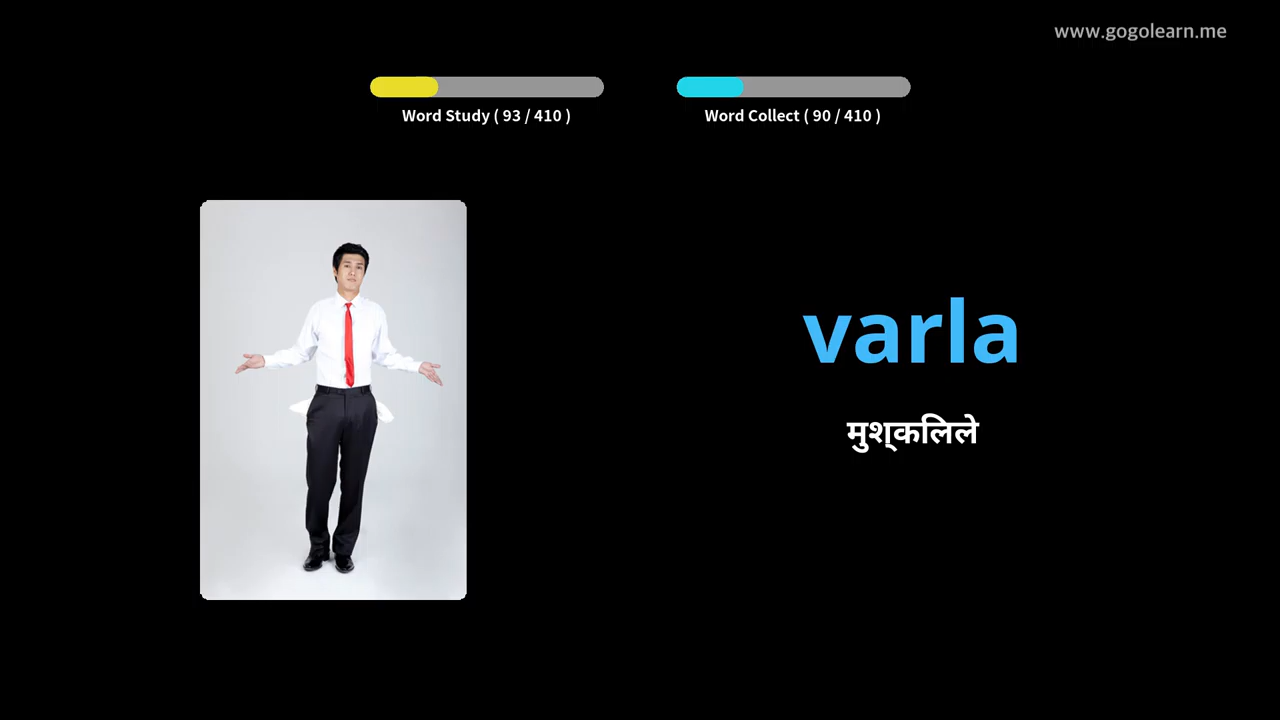 www.gogolearn.me
Word Study ( 93 / 410 )
Word Collect ( 90 / 410 )
varla
मुश्कलिले